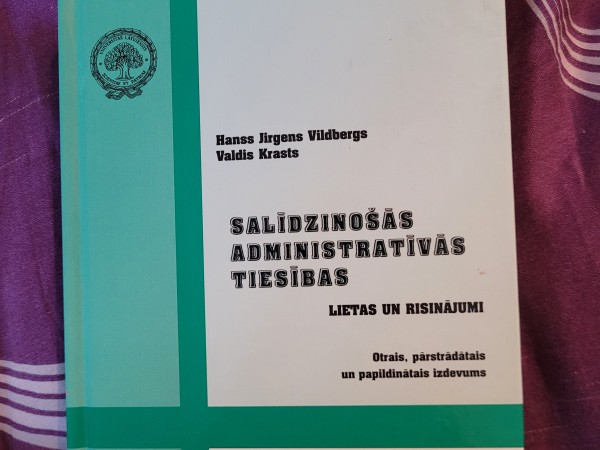 Hanss Jirgens Vildbergs
Valdis Krasts
SALĪDZINOŠĀS
ADMINISTRATĪVĀS
TIESĪBAS
LIETAS UN RISINĀJUMI
Otrais, pārstrādātais
un papildinātais izdevums